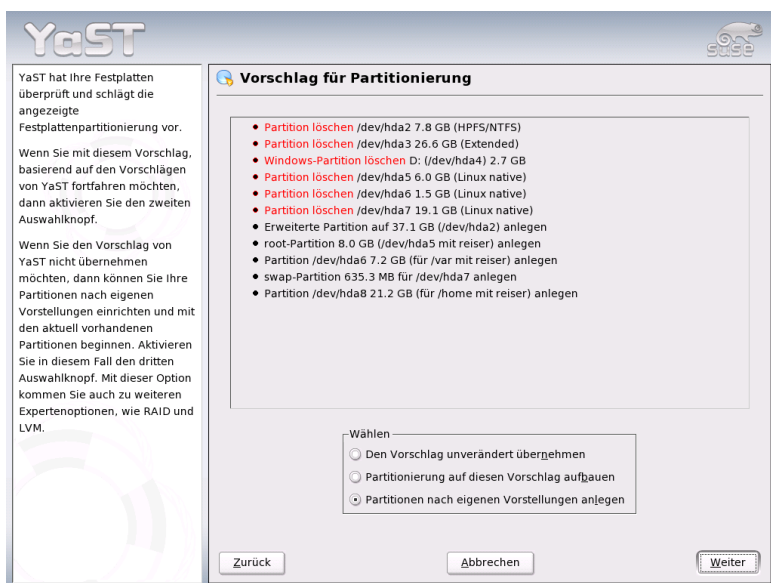 YaST
suse
YaST hat Ihre Festplatten
überprüft und schlägt die
angezeigte
Festplattenpartitionierung vor.
Wenn Sie mit diesem Vorschlag,
basierend auf den Vorschlägen
von YaST fortfahren möchten,
dann aktivieren Sie den zweiten
Auswahlknopf.
Wenn Sie den Vorschlag von
YaST nicht übernehmen
möchten, dann können Sie Ihre
Partitionen nach eigenen
Vorstellungen einrichten und mit
den aktuell vorhandenen
Partitionen beginnen. Aktivieren
Sie in diesem Fall den dritten
Auswahlknopf. Mit dieser Option
kommen Sie auch zu weiteren
Expertenoptionen, wie RAID und
LVM.
Vorschlag für Partitionierung
Partition löschen /dev/hda2 7.8 GB (HPFS/NTFS)
Partition löschen /dev/hda3 26.6 GB (Extended)
Windows-Partition löschen D: (/dev/hda4) 2.7 GB
Partition löschen /dev/hda5 6.0 GB (Linux native)
Partition löschen /dev/hda6 1.5 GB (Linux native)
Partition löschen /dev/hda7 19.1 GB (Linux native)
Erweiterte Partition auf 37.1 GB (/dev/hda2) anlegen
root-Partition 8.0 GB (/dev/hda5 mit reiser) anlegen
Partition /dev/hda6 7.2 GB (für /var mit reiser) anlegen
swap-Partition 635.3 MB für /dev/hda7 anlegen
Partition /dev/hda8 21.2 GB (für /home mit reiser) anlegen
Wählen
Den Vorschlag unverändert übernehmen
Partitionierung auf diesen Vorschlag aufbauen
Partitionen nach eigenen Vorstellungen anlegen
Zurück
Abbrechen
Weiter